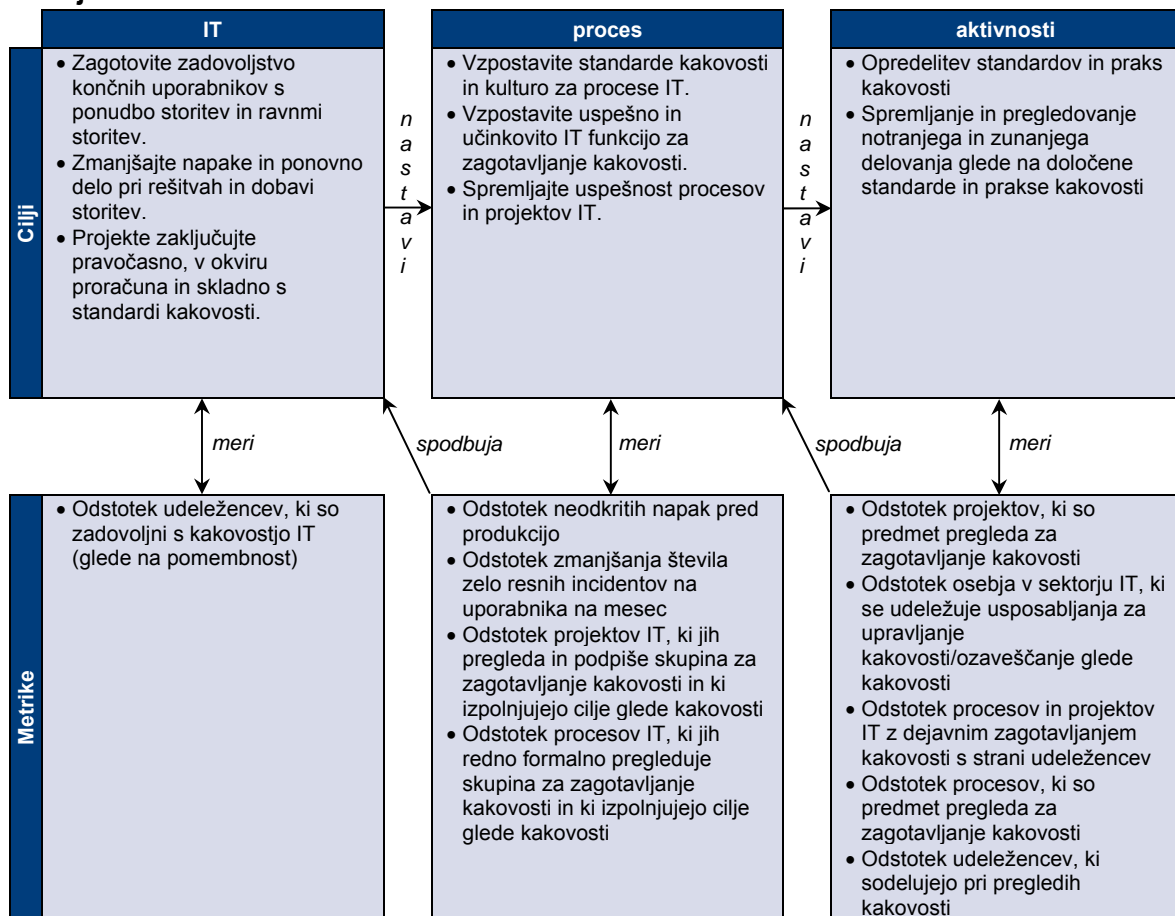 IT
proces
aktivnosti
Cilji
• Zagotovite zadovoljstvo
končnih uporabnikov s
ponudbo storitev in ravnmi
storitev.
• Zmanjšajte napake in ponovno
delo pri rešitvah in dobavi
storitev.
• Projekte zaključujte
pravočasno, v okviru
proračuna in skladno s
standardi kakovosti.
nastavi
• Vzpostavite standarde kakovosti
in kulturo za procese IT.
• Vzpostavite uspešno in
učinkovito IT funkcijo za
zagotavljanje kakovosti.
• Spremljajte uspešnost procesov
in projektov IT.
nastavi
• Opredelitev standardov in praks
kakovosti
• Spremljanje in pregledovanje
notranjega in zunanjega
delovanja glede na določene
standarde in prakse kakovosti
meri
spodbuja
meri
spodbuja
meri
Metrike
• Odstotek udeležencev, ki so
zadovoljni s kakovostjo IT
(glede na pomembnost)
• Odstotek neodkritih napak pred
produkcijo
• Odstotek zmanjšanja števila
zelo resnih incidentov na
uporabnika na mesec
• Odstotek projektov IT, ki jih
pregleda in podpiše skupina za
zagotavljanje kakovosti in ki
izpolnjujejo cilje glede kakovosti
• Odstotek procesov IT, ki jih
redno formalno pregleduje
skupina za zagotavljanje
kakovosti in ki izpolnjujejo cilje
glede kakovosti
• Odstotek projektov, ki so
predmet pregleda za
zagotavljanje kakovosti
• Odstotek osebja v sektorju IT, ki
se udeležuje usposabljanja za
upravljanje
kakovosti/ozaveščanje glede
kakovosti
• Odstotek procesov in projektov
IT z dejavnim zagotavljanjem
kakovosti s strani udeležencev
• Odstotek procesov, ki so
predmet pregleda za
zagotavljanje kakovosti
• Odstotek udeležencev, ki
sodelujejo pri pregledih
kakovosti